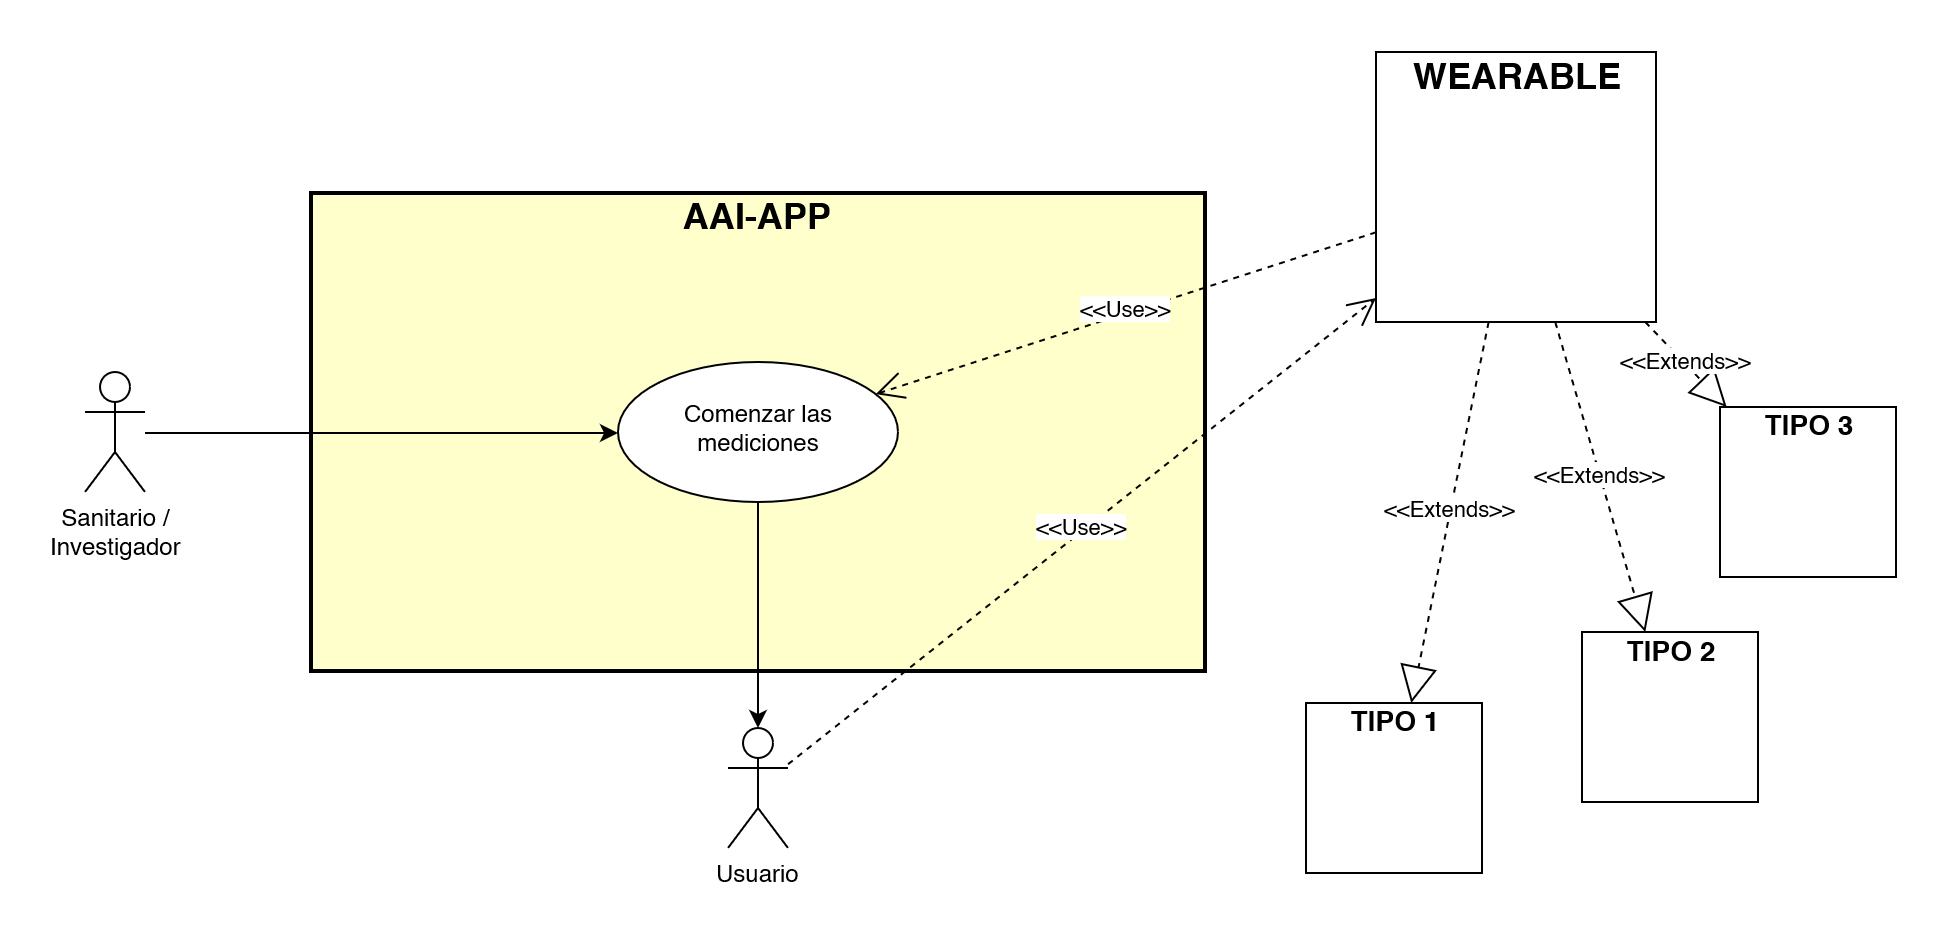 WEARABLE
AAI-APP
<<Use>>
<<Extends>>
Comenzar las
mediciones
TIPO 3
<<Extends>>
<<Extends>>
Sanitario /
Investigador
<<Use>>
TIPO 2
TIPO 1
Usuario